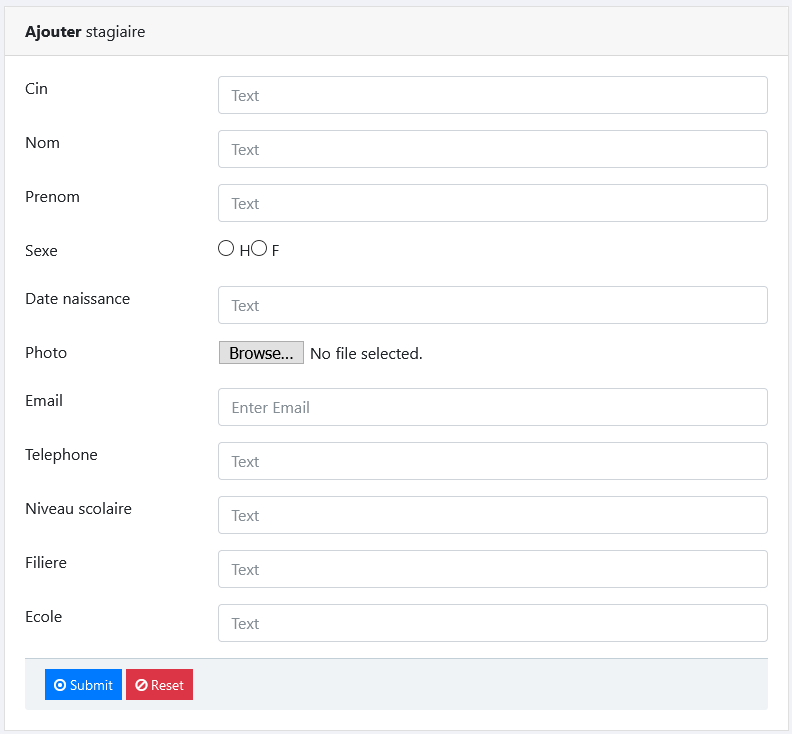 Ajouter stagiaire
Cin Text
Nom Text
Prenom Text
Sexe H F
Date naissance Text
Photo Browse... No file selected.
Email Enter Email
Telephone Text
Niveau scolaire Text
Filiere Text
Ecole Text
Submit Reset